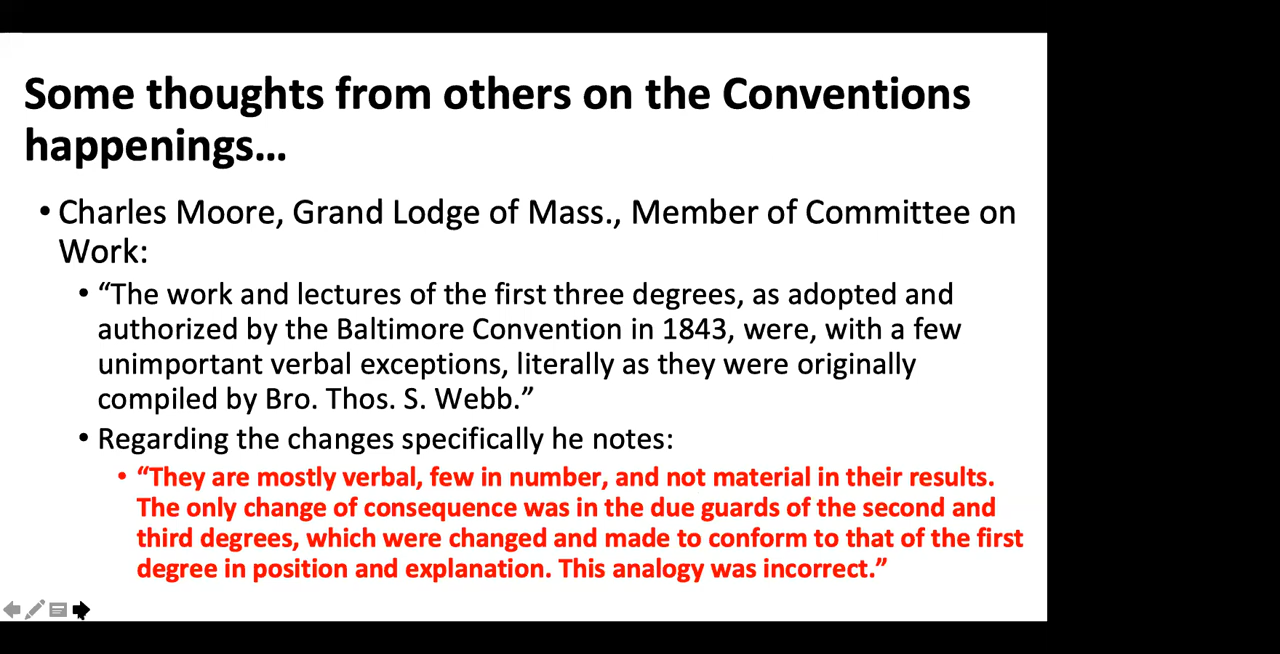 Some thoughts from others on the Conventions
happenings...
• Charles Moore, Grand Lodge of Mass., Member of Committee on
Work:
• “The work and lectures of the first three degrees, as adopted and
authorized by the Baltimore Convention in 1843, were, with a few
unimportant verbal exceptions, literally as they were originally
compiled by Bro. Thos. S. Webb.”
• Regarding the changes specifically he notes:
• “They are mostly verbal, few in number, and not material in their results.
The only change of consequence was in the due guards of the second and
third degrees, which were changed and made to conform to that of the first
degree in position and explanation. This analogy was incorrect.”